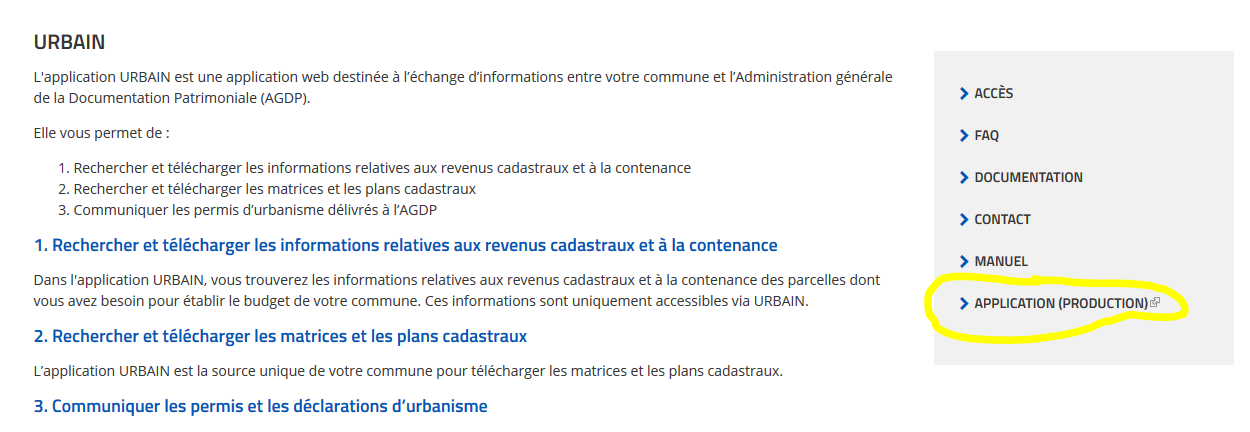 URBAIN
L'application URBAIN est une application web destinée à l’échange d’informations entre votre commune et l’Administration générale
de la Documentation Patrimoniale (AGDP).
Elle vous permet de :
1. Rechercher et télécharger les informations relatives aux revenus cadastraux et à la contenance
2. Rechercher et télécharger les matrices et les plans cadastraux
3. Communiquer les permis d’urbanisme délivrés à l’AGDP
1. Rechercher et télécharger les informations relatives aux revenus cadastraux et à la contenance
Dans l'application URBAIN, vous trouverez les informations relatives aux revenus cadastraux et à la contenance des parcelles dont
vous avez besoin pour établir le budget de votre commune. Ces informations sont uniquement accessibles via URBAIN.
2. Rechercher et télécharger les matrices et les plans cadastraux
L’application URBAIN est la source unique de votre commune pour télécharger les matrices et les plans cadastraux.
3. Communiquer les permis et les déclarations d’urbanisme
ACCÈS
FAQ
DOCUMENTATION
CONTACT
MANUEL
APPLICATION (PRODUCTION)